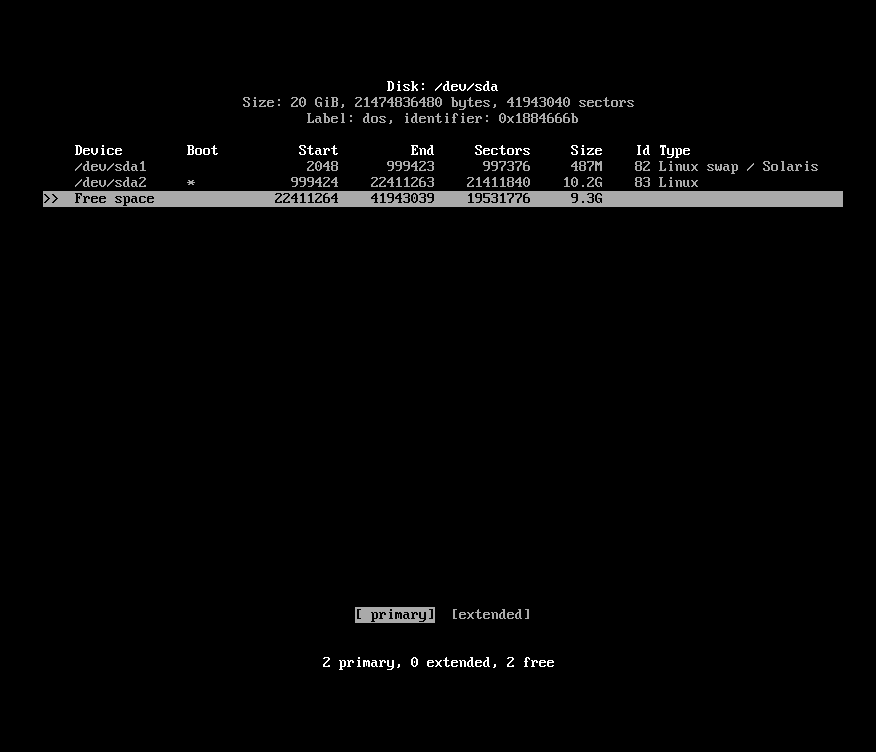 Disk: /dev/sda
Size: 20 GiB, 21474836480 bytes, 41943040 sectors
Label: dos, identifier: 0x1884666b
Device Boot Start End Sectors Size Id Type
/dev/sda1 2048 999423 997376 487M 82 Linux swap / Solaris
/dev/sda2 * 999424 22411263 21411840 10.2G 83 Linux
>> Free space 22411264 41943039 19531776 9.3G
[ primary] [extended]
2 primary, 0 extended, 2 free